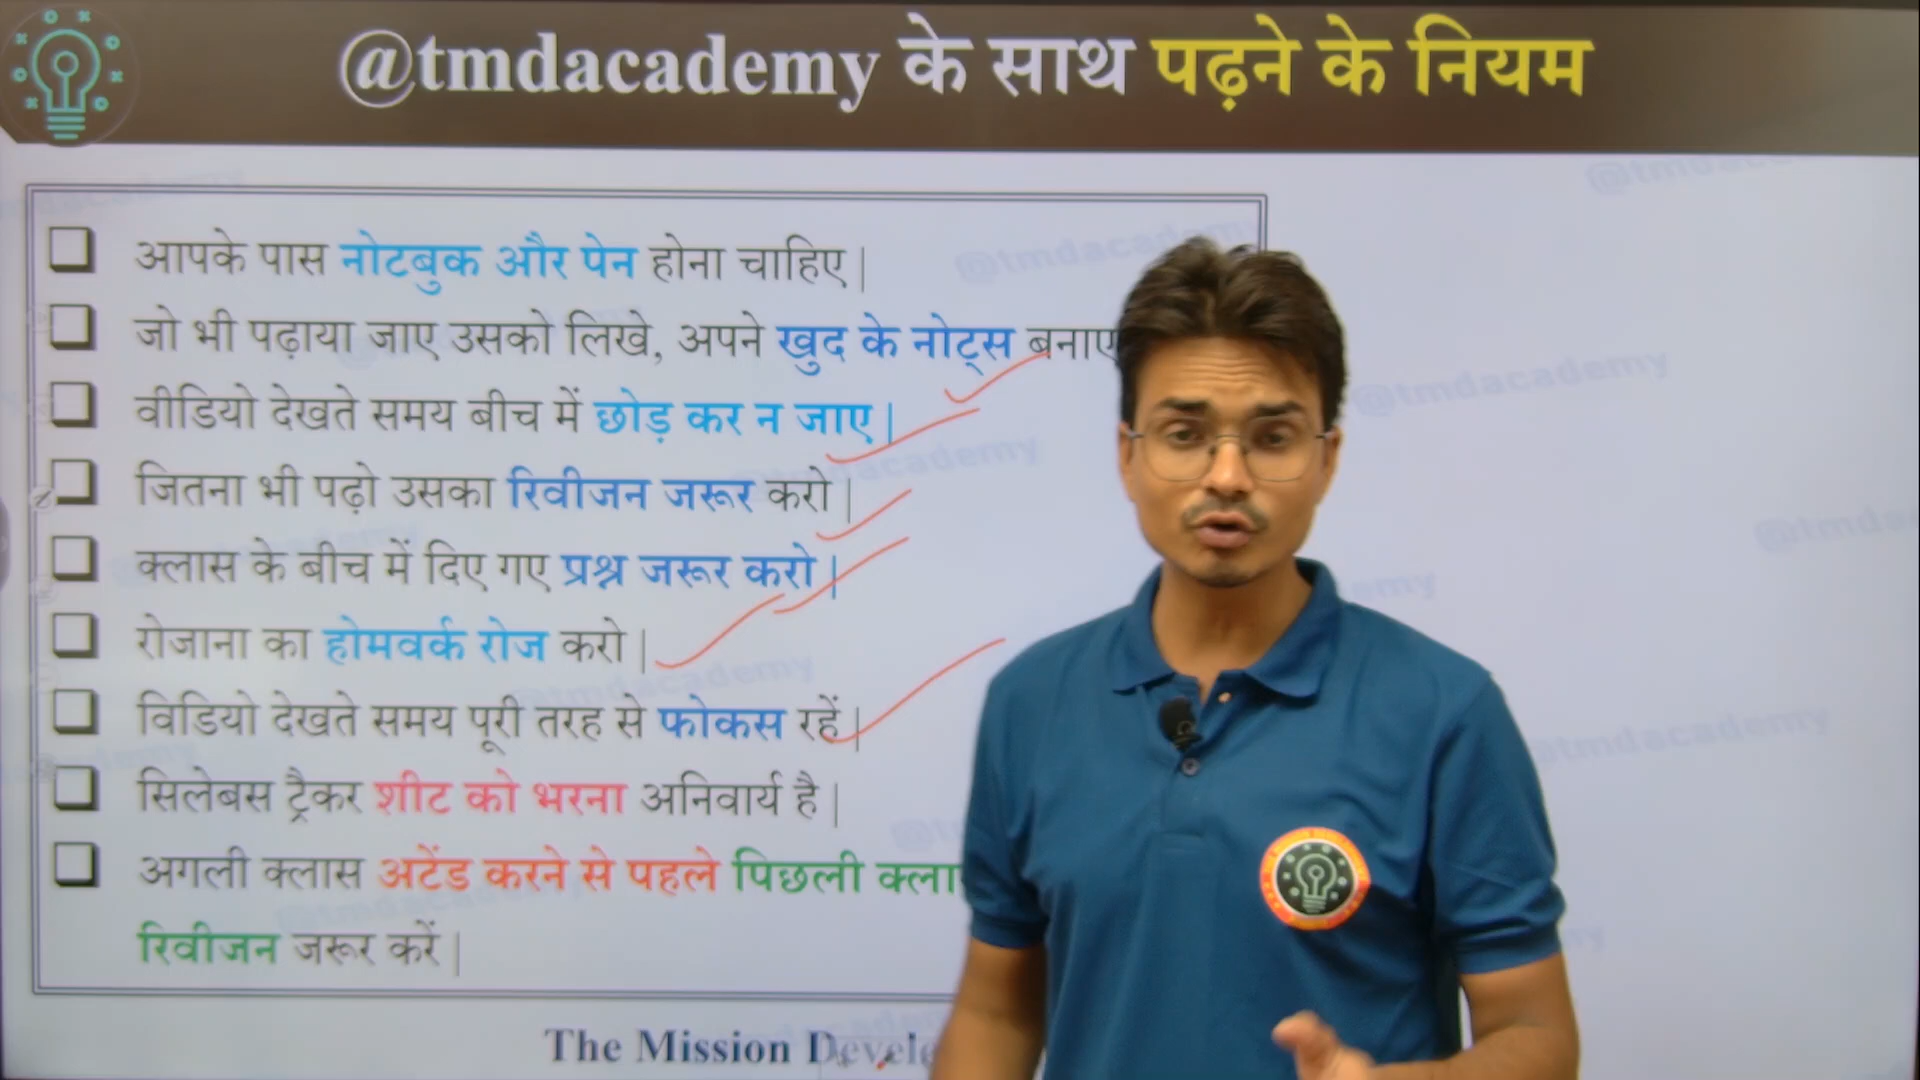 @tmdacademy के साथ पढ़ने के नियम
आपके पास नोटबुक और पेन होना चाहिए |
जो भी पढ़ाया जाए उसको लिखे, अपने खुद के नोट्स बनाए
वीडियो देखते समय बीच में छोड़ कर न जाए |
जितना भी पढ़ो उसका रिवीजन जरूर करो |
क्लास के बीच में दिए गए प्रश्न जरूर करो |
रोजाना का होमवर्क रोज करो |
विडियो देखते समय पूरी तरह से फोकस रहें |
सिलेबस ट्रैकर शीट को भरना अनिवार्य है |
अगली क्लास अटेंड करने से पहले पिछली
रिवीजन जरूर करें |
The Mission